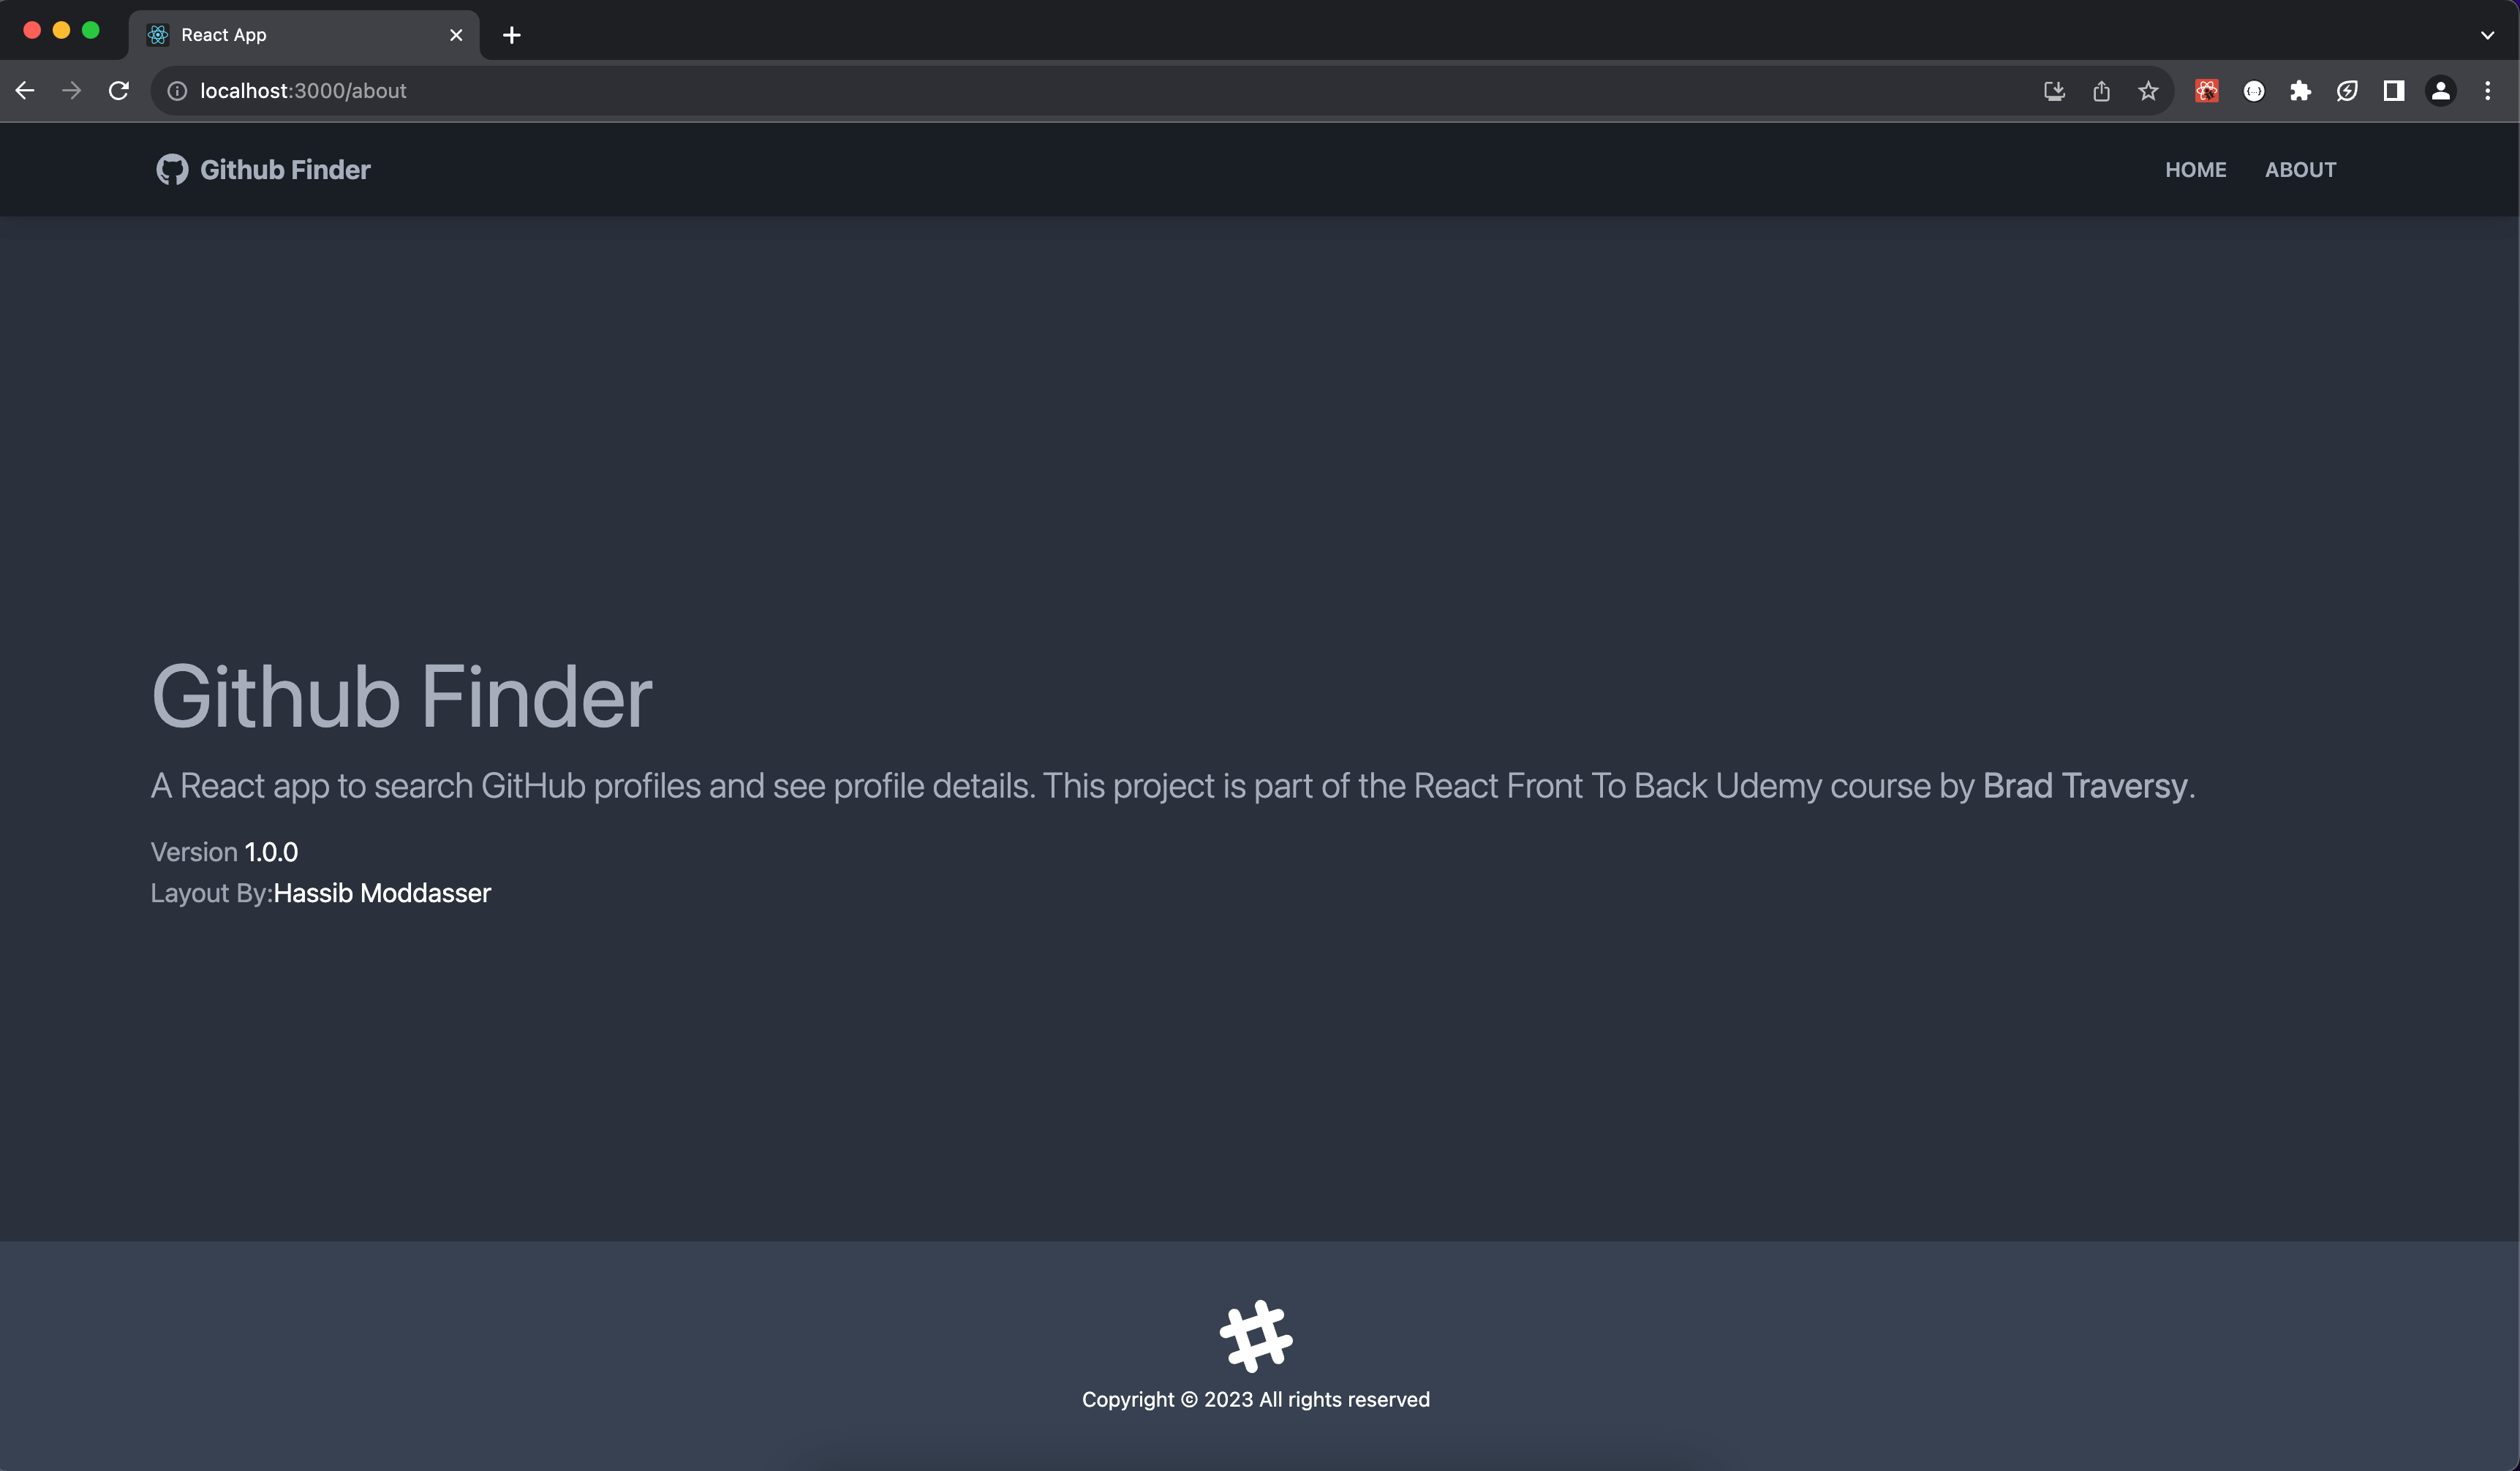 React App
localhost:3000/about
Github Finder
HOME ABOUT
Github Finder
A React app to search GitHub profiles and see profile details. This project is part of the React Front To Back Udemy course by Brad Traversy.
Version 1.0.0
Layout By:Hassib Moddasser
Copyright © 2023 All rights reserved